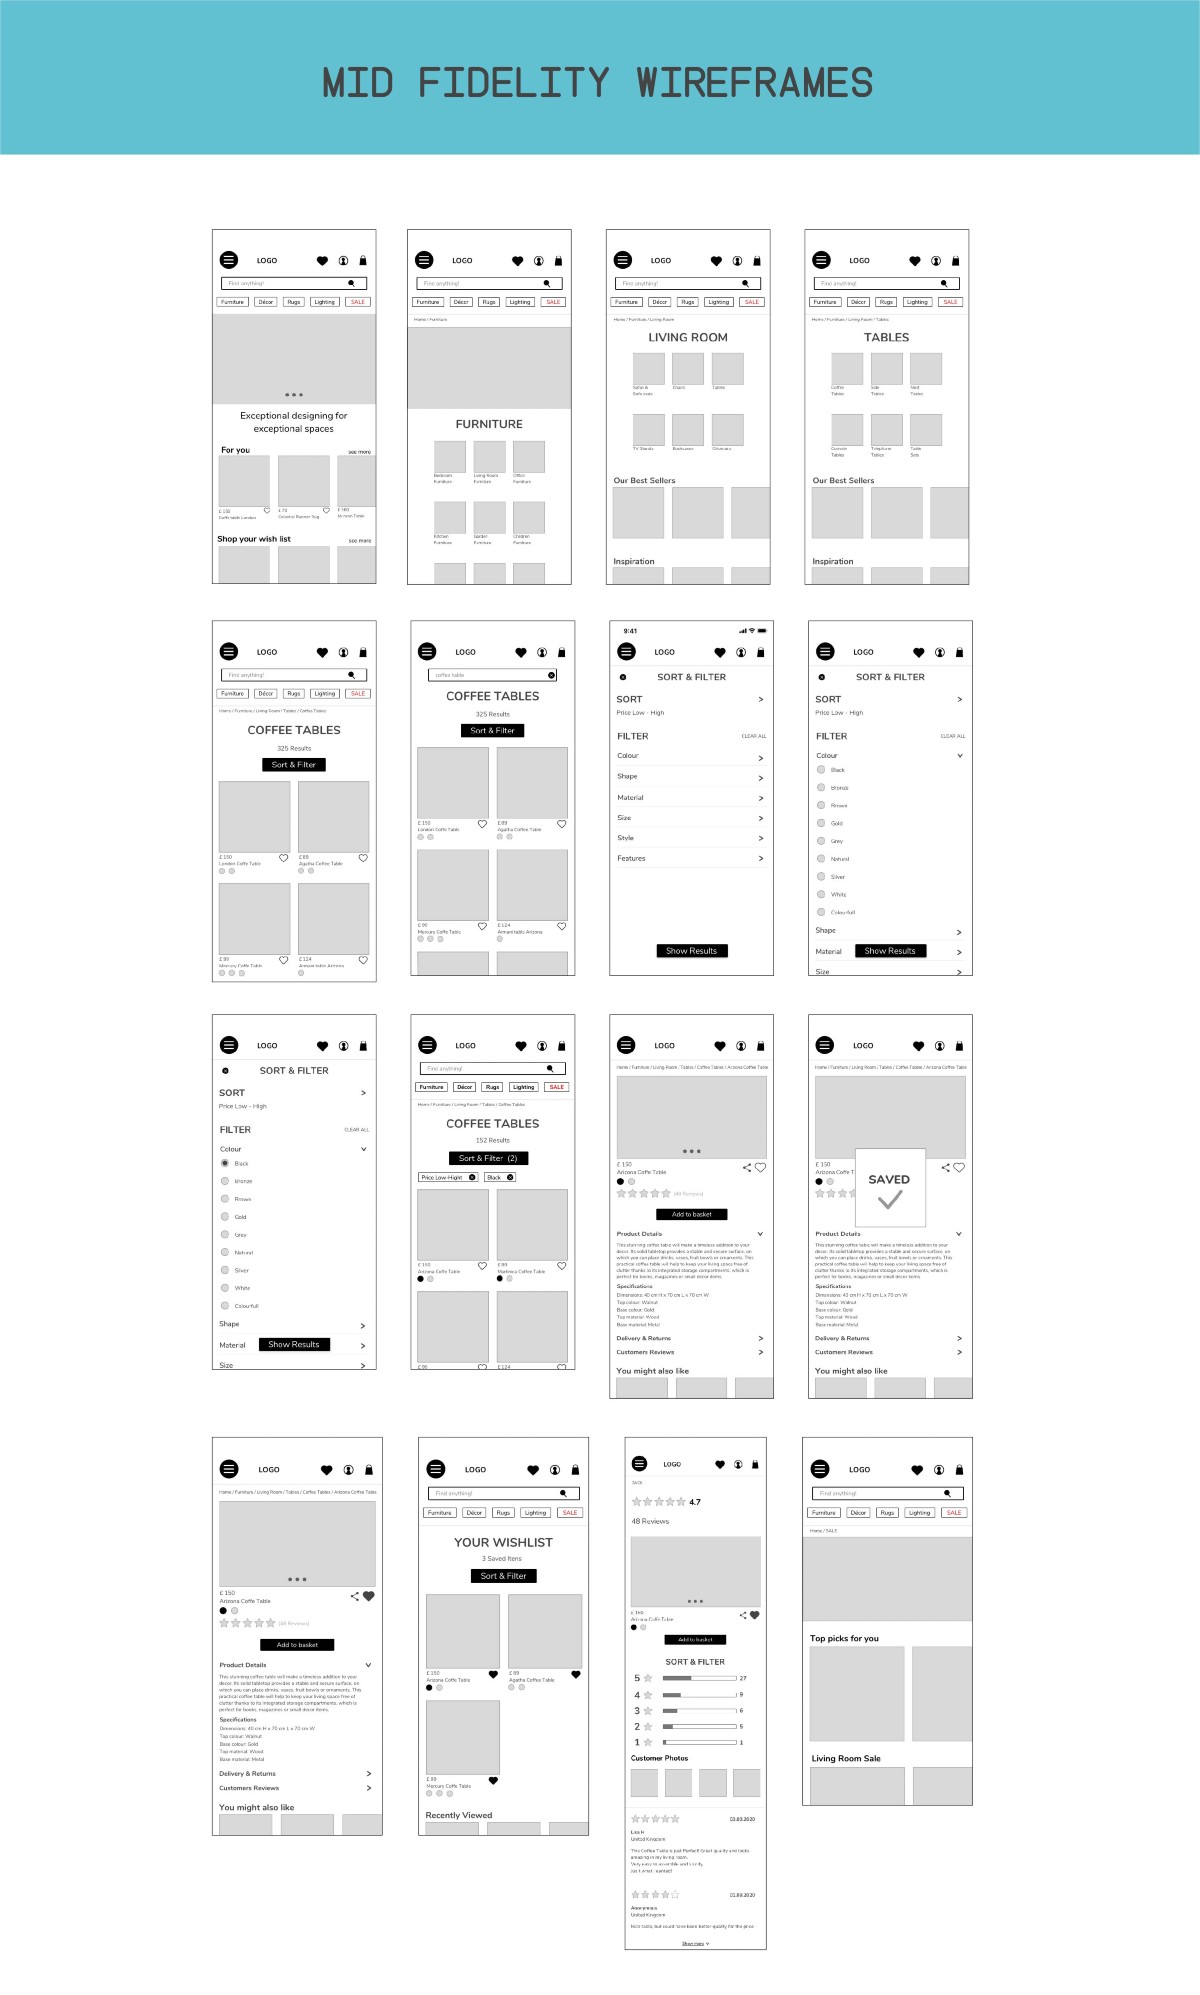 MID FIDELITY WIREFRAMES
LOGO
Find anything!
Furniture Décor Rugs Lighting SALE
Exceptional designing for
exceptional spaces
For you see more
£ 150 £ 70 £ 160
Coffe table London Colonial Runner Rug
Shop your wish list see more
LOGO
Find anything!
Furniture Décor Rugs Lighting SALE
Home / Furniture
FURNITURE
Bedroom Living Room Office
Furniture Furniture Furniture
Kitchen Garden Children
Furniture Furniture Furniture
LOGO
Find anything!
Furniture Décor Rugs Lighting SALE
Home / Furniture / Living Room
LIVING ROOM
Sofas & Chairs Tables
Sofa beds
TV Stands Bookcases
Our Best Sellers
Inspiration
LOGO
Find anything!
Furniture Décor Rugs Lighting SALE
Home / Furniture / Living Room / Tables
TABLES
Coffee Side Nest
Tables Tables Tables
Console Telephone Table
Tables Tables Sets
Our Best Sellers
Inspiration
LOGO
Find anything!
Furniture Décor Rugs Lighting SALE
Home / Furniture / Living Room / Tables / Coffee Tables
COFFEE TABLES
325 Results
Sort & Filter
£ 150 £ 89
London Coffe Table Agatha Coffee Table
£ 99 £ 124
Mercury Coffe Table Armani table Arizona
LOGO
coffee table
COFFEE TABLES
325 Results
Sort & Filter
£ 150 £ 89
London Coffe Table Agatha Coffee Table
£ 99 £ 124
Mercury Coffe Table Armani table Arizona
9:41
LOGO
SORT & FILTER
SORT >
Price Low - High
FILTER CLEAR ALL
Colour >
Shape >
Material >
Size >
Style >
Features >
Show Results
LOGO
SORT & FILTER
SORT >
Price Low - High
FILTER CLEAR ALL
Colour
Black
Bronze
Brown
Gold
Grey
Natural
Silver
White
Colourfull
Shape >
Material Show Results >
Size >
LOGO
SORT & FILTER
SORT >
Price Low - High
FILTER CLEAR ALL
Colour
Black
Bronze
Brown
Gold
Grey
Natural
Silver
White
Colourfull
Shape >
Material Show Results >
Size >
LOGO
Find anything!
Furniture Décor Rugs Lighting SALE
Home / Furniture / Living Room / Tables / Coffee Tables
COFFEE TABLES
152 Results
Sort & Filter (2)
Price Low-Hight Black
£ 150 £ 89
Arizona Coffe Table Martinica Coffe Table
£ 99 £ 124
LOGO
Home / Furniture / Living Room / Tables / Coffee Tables / Arizona Coffee Table
£ 150
Arizona Coffe Table
(48 Reviews)
Add to basket
Product Details
This stunning coffee table will make a timeless addition to your
decor. Its solid tabletop provides a stable and secure surface, on
which you can place drinks, vases, fruit bowls or ornaments. This
practical coffee table will help to keep your living space free of
clutter thanks to its integrated storage compartments, which is
perfect for books, magazines or small decor items.
Specifications
Dimensions: 40 cm H x 70 cm L x 70 cm W
Top colour: Walnut
Base colour: Gold
Top material: Wood
Base material: Metal
Delivery & Returns >
Customers Reviews >
You might also like
LOGO
Home / Furniture / Living Room / Tables / Coffee Tables / Arizona Coffee Table
£ 150
Arizona Coffe T
SAVED
Product Details
This stunning coffee table will make a timeless addition to your
decor. Its solid tabletop provides a stable and secure surface, on
which you can place drinks, vases, fruit bowls or ornaments. This
practical coffee table will help to keep your living space free of
clutter thanks to its integrated storage compartments, which is
perfect for books, magazines or small decor items.
Specifications
Dimensions: 40 cm H x 70 cm L x 70 cm W
Top colour: Walnut
Base colour: Gold
Top material: Wood
Base material: Metal
Delivery & Returns >
Customers Reviews >
You might also like
LOGO
Home / Furniture / Living Room / Tables / Coffee Tables / Arizona Coffee Table
£ 150
Arizona Coffe Table
(48 Reviews)
Add to basket
Product Details
This stunning coffee table will make a timeless addition to your
decor. Its solid tabletop provides a stable and secure surface, on
which you can place drinks, vases, fruit bowls or ornaments. This
practical coffee table will help to keep your living space free of
clutter thanks to its integrated storage compartments, which is
perfect for books, magazines or small decor items.
Specifications
Dimensions: 40 cm H x 70 cm L x 70 cm W
Top colour: Walnut
Base colour: Gold
Top material: Wood
Base material: Metal
Delivery & Returns >
Customers Reviews >
You might also like
LOGO
Find anything!
Furniture Décor Rugs Lighting SALE
YOUR WISHLIST
3 Saved Itens
Sort & Filter
£ 150 £ 89
Arizona Coffe Table Agatha Coffee Table
£ 99
Mercury Coffe Table
Recently Viewed
LOGO
BACK
4.7
48 Reviews
£ 150
Arizona Coffe Table
Add to basket
SORT & FILTER
5 27
4 9
3 6
2 5
1 1
Customer Photos
03.03.2020
Lisa H
United Kingdom
This Coffee Table is just Perfect! Great quality and looks
amazing in my living room.
Very easy to assemble and sturdy.
Just what I wanted!
01.03.2020
Anonymous
United Kingdom
Nice table, but could have been better quality for the price
Show more
LOGO
Find anything!
Furniture Décor Rugs Lighting SALE
Home / SALE
Top picks for you
Living Room Sale